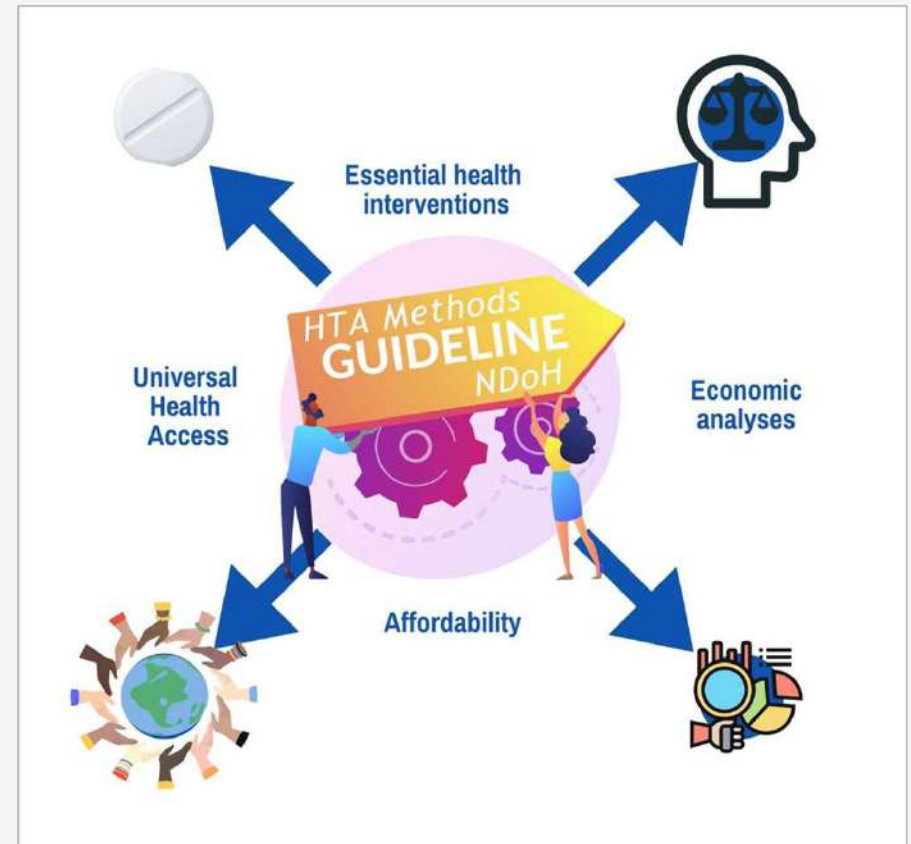 Essential health
interventions
HTA Methods
GUIDELINE
NDoH
Universal
Health
Access
Economic
analyses
Affordability